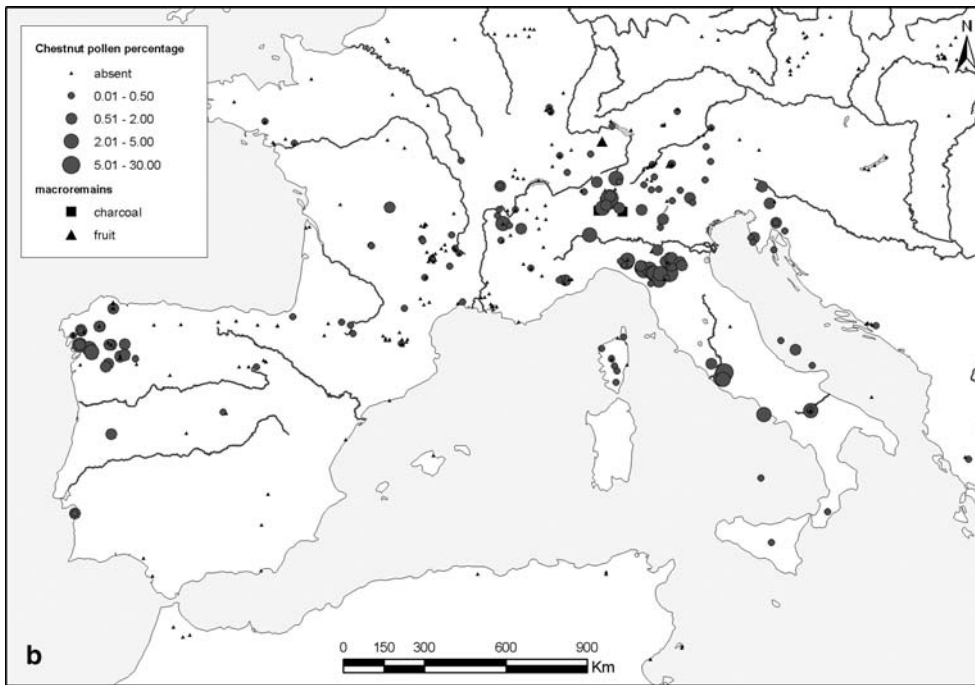 Chestnut pollen percentage
absent
0.01 - 0.50
0.51 - 2.00
2.01 - 5.00
5.01 - 30.00
macroremains
charcoal
fruit
N
b
0 150 300 600 900
Km